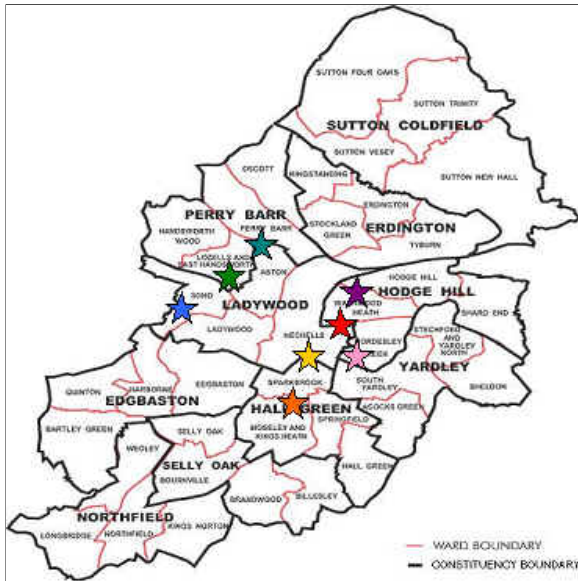 SUTTON FOUR OAKS
SUTTON TRINITY
SUTTON COLDFIELD
SUTTON VESEY
OSCOTT
KINGSTANDING
SUTTON NEW HALL
ERDINGTON
PERRY BARR
STOCKLAND
GREEN
ERDINGTON
HANDSWORTH
WOOD
PERRY BARR
TYBURN
LOZELLS AND
EAST HANDSWORTH
ASTON
HODGE HILL
SOHO
HODGE HILL
LADYWOOD
HEATH
SHARD END
LADYWOOD
NECHELLS
STECHFORD
AND
YARDLEY
NORTH
YARDLEY
EDGBASTON
SPARKBROOK
SOUTH
YARDLEY
SHELDON
QUINTON
HARBORNE
EDGBASTON
HALL GREEN
ACOCKS GREEN
BARTLEY GREEN
SELLY OAK
MOSELEY AND
KINGS HEATH
SPRINGFIELD
WEOLEY
SELLY OAK
HALL GREEN
BOURNVILLE
BRANDWOOD
BILLESLEY
NORTHFIELD
LONGBRIDGE
NORTHFIELD
KINGS NORTON
WARD BOUNDARY
CONSTITUENCY BOUNDARY